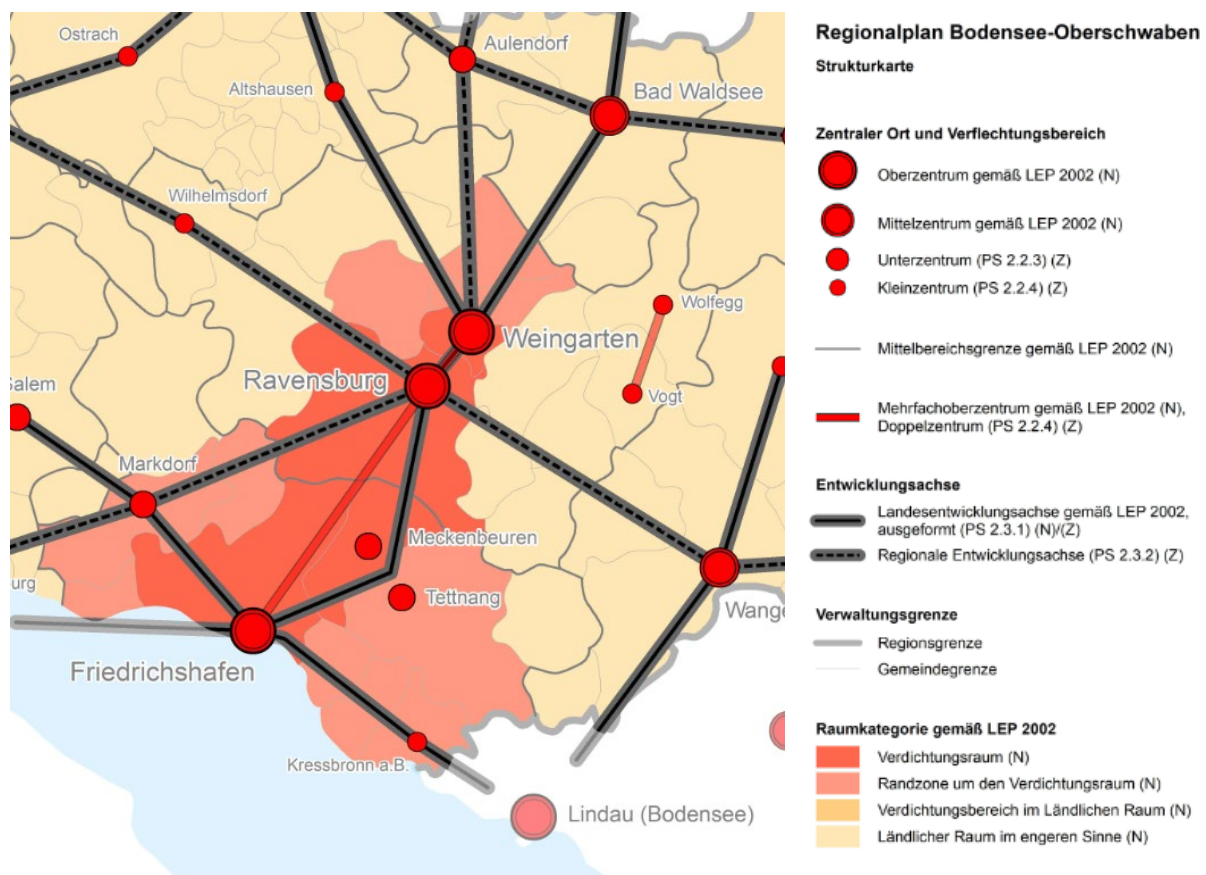 Ostrach
Aulendorf
Altshausen
Bad Waldsee
Wilhelmsdorf
Wolfegg
Weingarten
Ravensburg
Vogt
Salem
Markdorf
Meckenbeuren
Tettnang
urg
Wange
Friedrichshafen
Kressbronn a.B.
Lindau (Bodensee)
Regionalplan Bodensee-Oberschwaben
Strukturkarte
Zentraler Ort und Verflechtungsbereich
Oberzentrum gemäß LEP 2002 (N)
Mittelzentrum gemäß LEP 2002 (N)
Unterzentrum (PS 2.2.3) (Z)
Kleinzentrum (PS 2.2.4) (Z)
Mittelbereichsgrenze gemäß LEP 2002 (N)
Mehrfachoberzentrum gemäß LEP 2002 (N),
Doppelzentrum (PS 2.2.4) (Z)
Entwicklungsachse
Landesentwicklungsachse gemäß LEP 2002,
ausgeformt (PS 2.3.1) (N)/(Z)
Regionale Entwicklungsachse (PS 2.3.2) (Z)
Verwaltungsgrenze
Regionsgrenze
Gemeindegrenze
Raumkategorie gemäß LEP 2002
Verdichtungsraum (N)
Randzone um den Verdichtungsraum (N)
Verdichtungsbereich im Ländlichen Raum (N)
Ländlicher Raum im engeren Sinne (N)